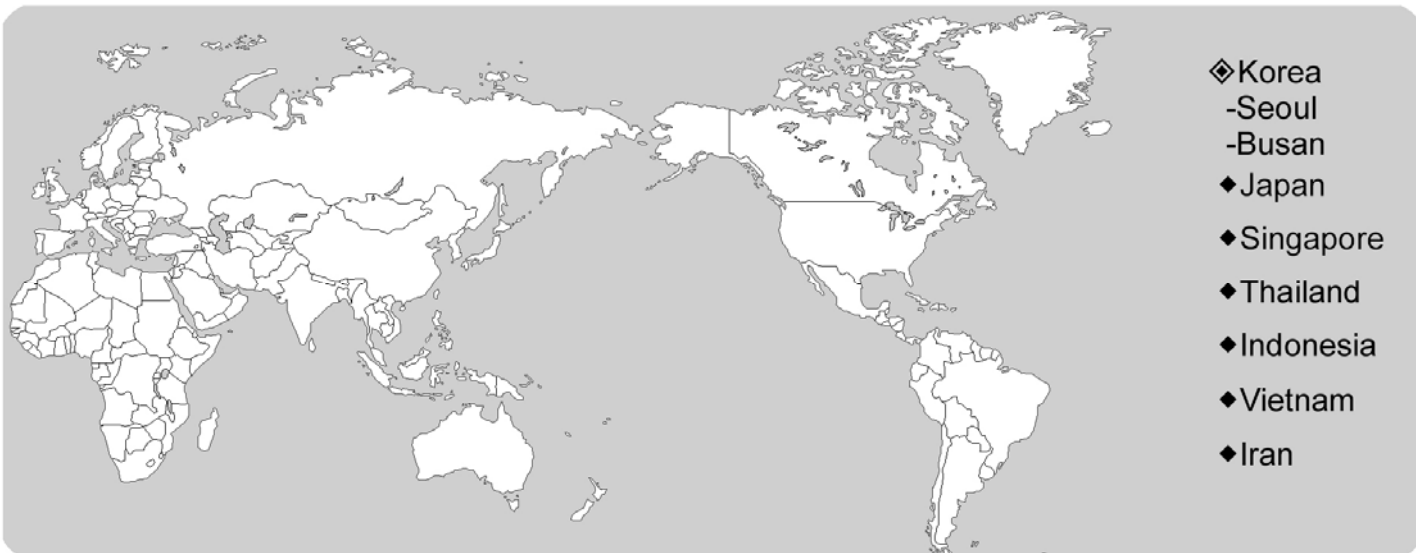 ◈Korea
-Seoul
-Busan
◆Japan
◆Singapore
◆Thailand
◆Indonesia
◆Vietnam
◆Iran